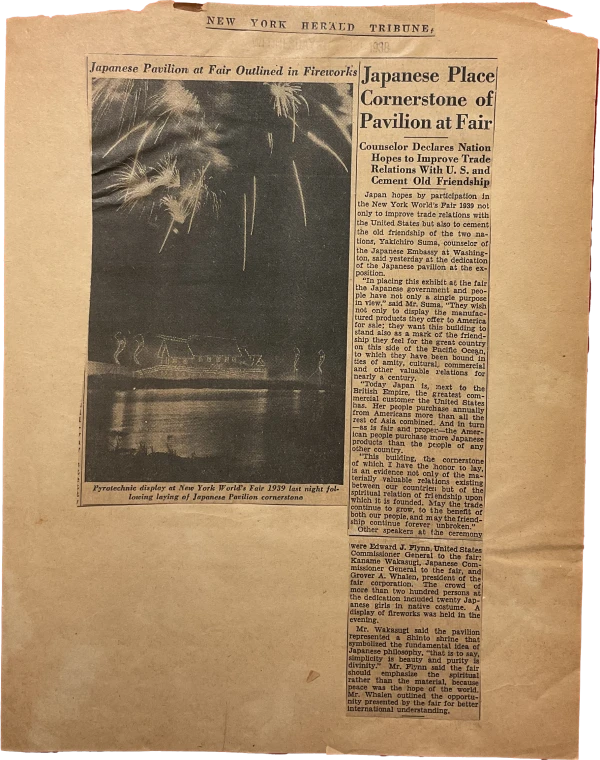 NEW YORK HERALD TRIBUNE,
1938
Japanese Pavilion at Fair Outlined in Fireworks
Pyrotechnic display at New York World's Fair 1939 last night fol-
lowing laying of Japanese Pavilion cornerstone
Japanese Place
Cornerstone of
Pavilion at Fair
Counselor Declares Nation
Hopes to Improve Trade
Relations With U. S. and
Cement Old Friendship
Japan hopes by participation in
the New York World's Fair 1939 not
only to improve trade relations with
the United States but also to cement
the old friendship of the two na-
tions, Yakichiro Suma, counselor of
the Japanese Embassy at Washing-
ton, said yesterday at the dedication
of the Japanese pavilion at the ex-
position.
"In placing this exhibit at the fair
the Japanese government and peo-
ple have not only a single purpose
in view," said Mr. Suma. "They wish
not only to display the manufac-
tured products they offer to America
for sale; they want this building to
stand also as a mark of the friend-
ship they feel for the great country
on this side of the Pacific Ocean,
to which they have been bound in
ties of amity, cultural, commercial
and other valuable relations for
nearly a century.
"Today Japan is, next to the
British Empire, the greatest com-
mercial customer the United States
has. Her people purchase annually
from Americans more than all the
rest of Asia combined. And in turn
—as is fair and proper—the Amer-
ican people purchase more Japanese
products than the people of any
other country.
"This building, the cornerstone
of which I have the honor to lay,
is an evidence not only of the ma-
terially valuable relations existing
between our countries but of the
spiritual relation of friendship upon
which it is founded. May the trade
continue to grow, to the benefit of
both our people, and may the friend-
ship continue forever unbroken."
Other speakers at the ceremony
were Edward J. Flynn, United States
Commissioner General to the fair;
Kaname Wakasugi, Japanese Com-
missioner General to the fair, and
Grover A. Whalen, president of the
fair corporation. The crowd of
more than two hundred persons at
the dedication included twenty Jap-
anese girls in native costume. A
display of fireworks was held in the
evening.
Mr. Wakasugi said the pavilion
represented a Shinto shrine that
symbolized the fundamental idea of
Japanese philosophy, "that is to say,
simplicity is beauty and purity is
divinity." Mr. Flynn said the fair
should emphasize the spiritual
rather than the material, because
peace was the hope of the world.
Mr. Whalen outlined the opportu-
nity presented by the fair for better
international understanding.